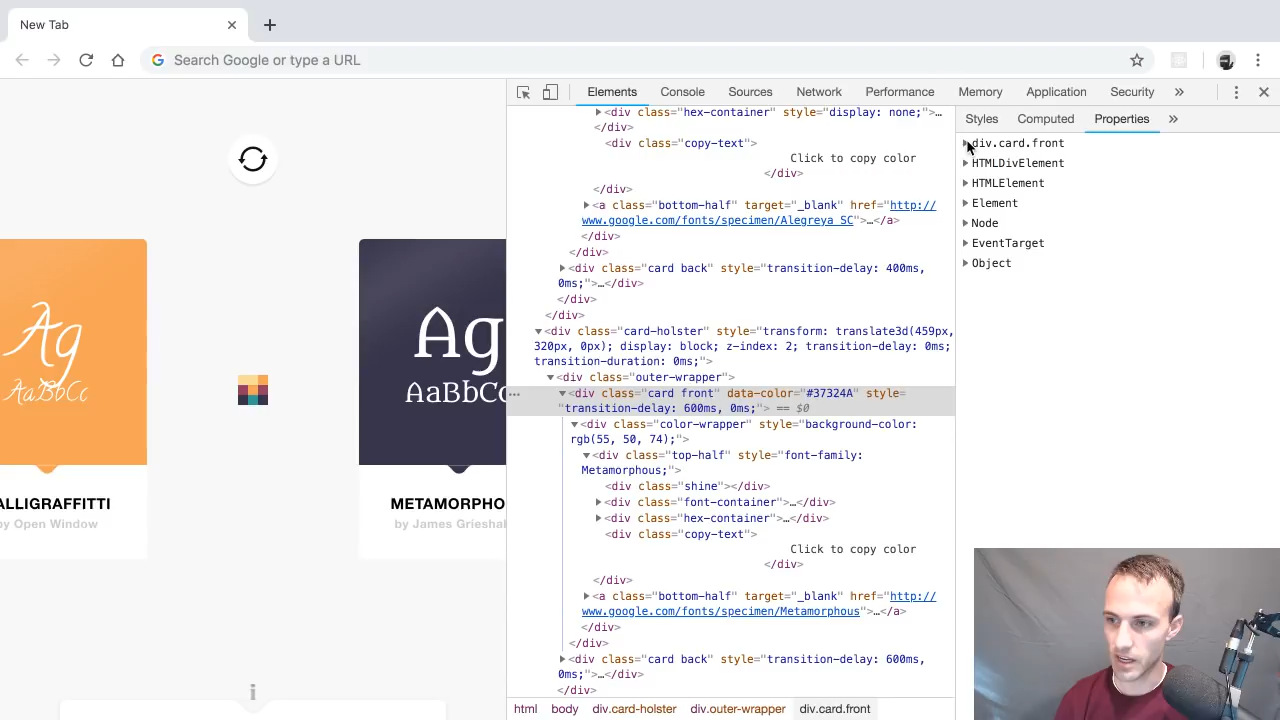 New Tab
Search Google or type a URL
Elements Console Sources Network Performance Memory Application Security »
Styles Computed Properties »
<div class="hex-container" style="display: none;">…
</div>
<div class="copy-text">
Click to copy color
</div>
</div>
<a class="bottom-half" target="_blank" href="http://
www.google.com/fonts/specimen/Alegreya SC">…</a>
</div>
</div>
<div class="card back" style="transition-delay: 400ms,
0ms;">…</div>
</div>
</div>
<div class="card-holster" style="transform: translate3d(459px,
320px, 0px); display: block; z-index: 2; transition-delay: 0ms;
transition-duration: 0ms;">
<div class="outer-wrapper">
<div class="card front" data-color="#37324A" style=
"transition-delay: 600ms, 0ms;"> == $0
<div class="color-wrapper" style="background-color:
rgb(55, 50, 74);">
<div class="top-half" style="font-family:
Metamorphous;">
<div class="shine"></div>
<div class="font-container">…</div>
<div class="hex-container">…</div>
<div class="copy-text">
Click to copy color
</div>
</div>
<a class="bottom-half" target="_blank" href="http://
www.google.com/fonts/specimen/Metamorphous">…</a>
</div>
</div>
<div class="card back" style="transition-delay: 600ms,
0ms;">…</div>
</div>
html body div.card-holster div.outer-wrapper div.card.front
div.card.front
HTMLDivElement
HTMLElement
Element
Node
EventTarget
Object
Ag
AaBbCc
ALLIGRAFFITTI
by Open Window
Ag
AaBbCc
METAMORPHO
by James Grieshal
i